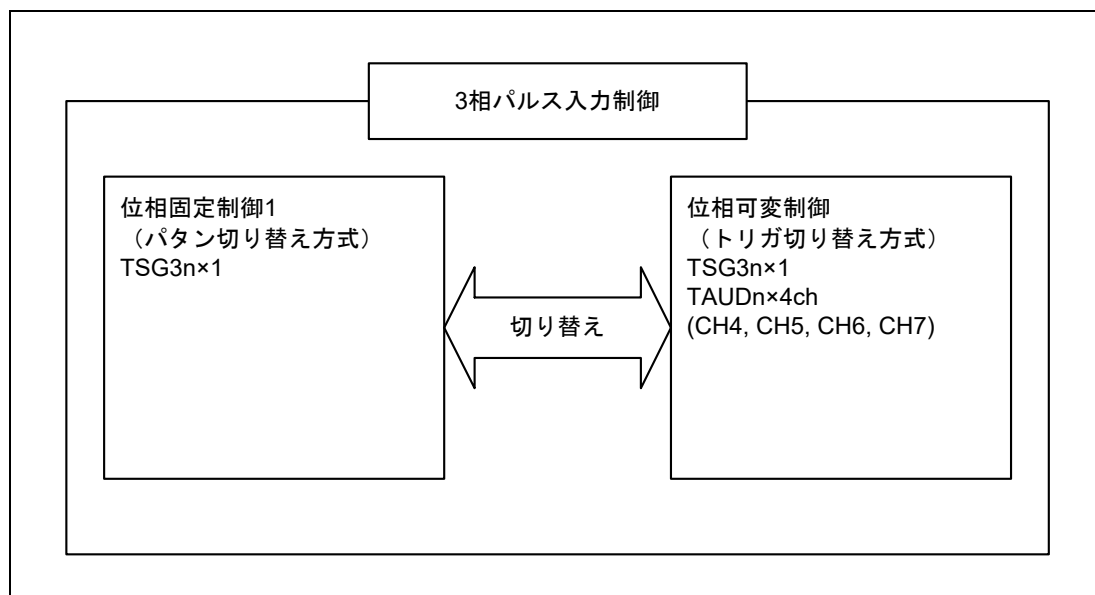 3相パルス入力制御
位相固定制御1
（パタン切り替え方式）
TSG3n×1
切り替え
位相可変制御
（トリガ切り替え方式）
TSG3n×1
TAUDn×4ch
(CH4, CH5, CH6, CH7)